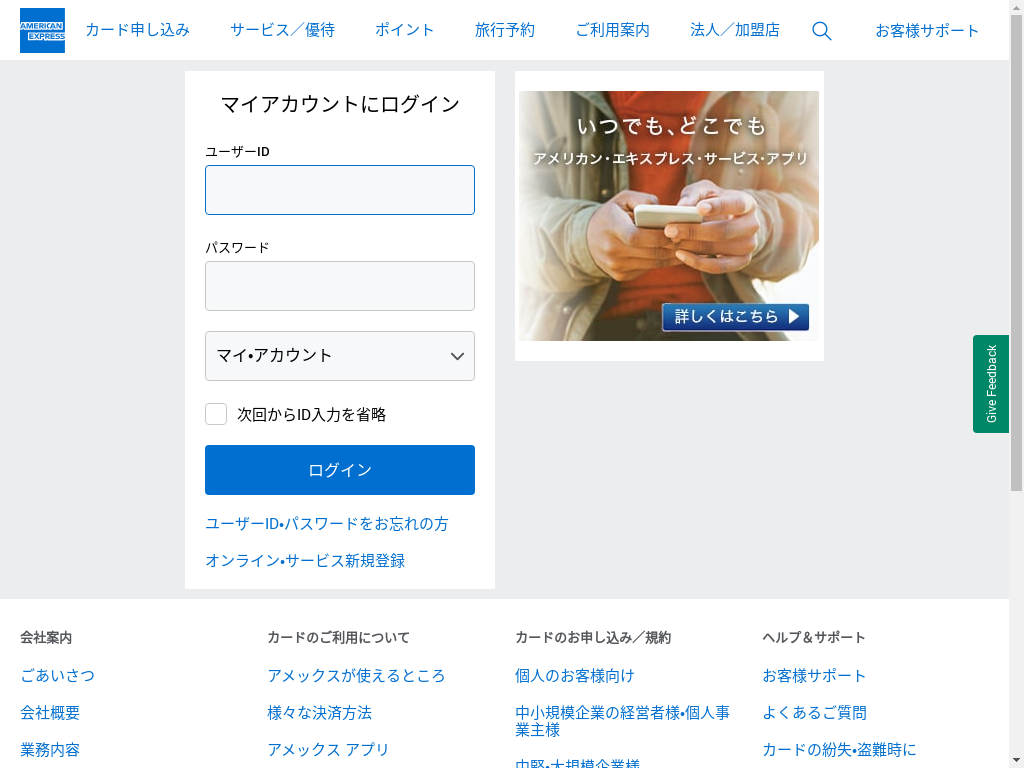 AMERICAN
EXPRESS
カード申し込み
サービス／優待
ポイント
旅行予約
ご利用案内
法人／加盟店
お客様サポート
マイアカウントにログイン
ユーザーID
パスワード
マイ•アカウント
次回からID入力を省略
ログイン
ユーザーID•パスワードをお忘れの方
オンライン•サービス新規登録
いつでも、どこでも
アメリカン・エキスプレス・サービス・アプリ
詳しくはこちら
Give Feedback
会社案内
ごあいさつ
会社概要
業務内容
カードのご利用について
アメックスが使えるところ
様々な決済方法
アメックス アプリ
カードのお申し込み／規約
個人のお客様向け
中小規模企業の経営者様•個人事
業主様
中堅•大規模企業様
ヘルプ＆サポート
お客様サポート
よくあるご質問
カードの紛失•盗難時に